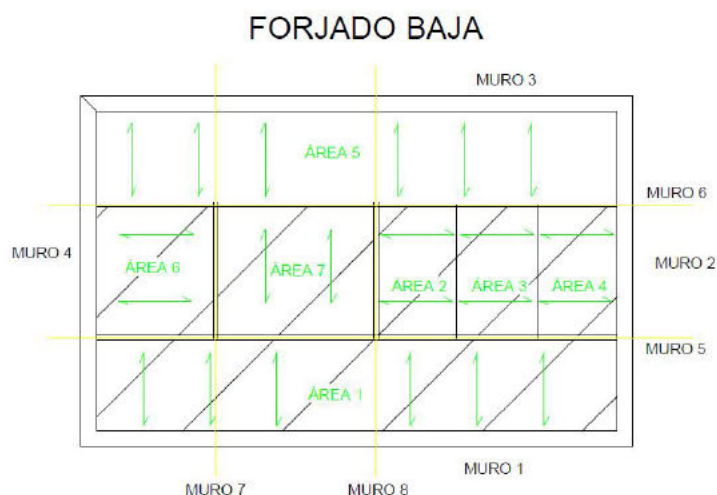 FORJADO BAJA
MURO 3
ÁREA 5
MURO 6
MURO 4
ÁREA 6
ÁREA 7
ÁREA 2
ÁREA 3
ÁREA 4
MURO 2
MURO 5
ÁREA 1
MURO 1
MURO 7
MURO 8